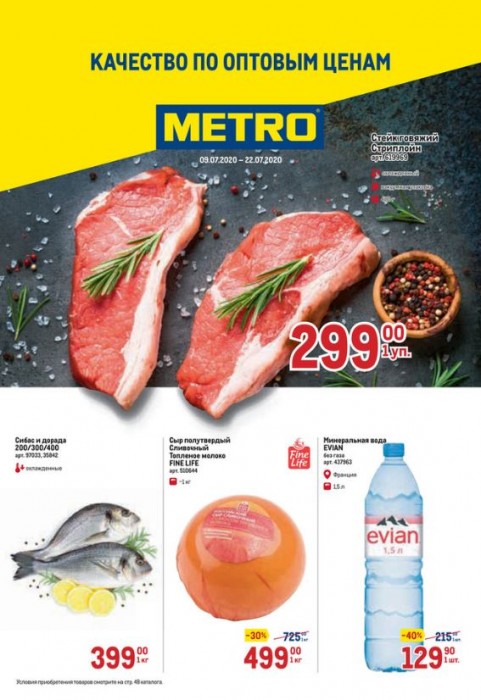 КАЧЕСТВО ПО ОПТОВЫМ ЦЕНАМ
METRO
09.07.2020 – 22.07.2020
Стейк говяжий
Стриплойн
арт. 619969
299 00
1 уп.
Сибас и дорада
200/300/400
арт. 97033, 35842
охлажденные
399 00
1 кг
Сыр полутвердый
Сливочный
Топленое молоко
FINE LIFE
арт. 510644
~1 кг
Fine
Life
-30% 725
499 00
1 кг
Минеральная вода
EVIAN
без газа
арт. 437963
Франция
1,5 л
evian
1,5 л
-40% 215
129 90
1 шт.
Условия приобретения товаров смотрите на стр. 48 каталога.